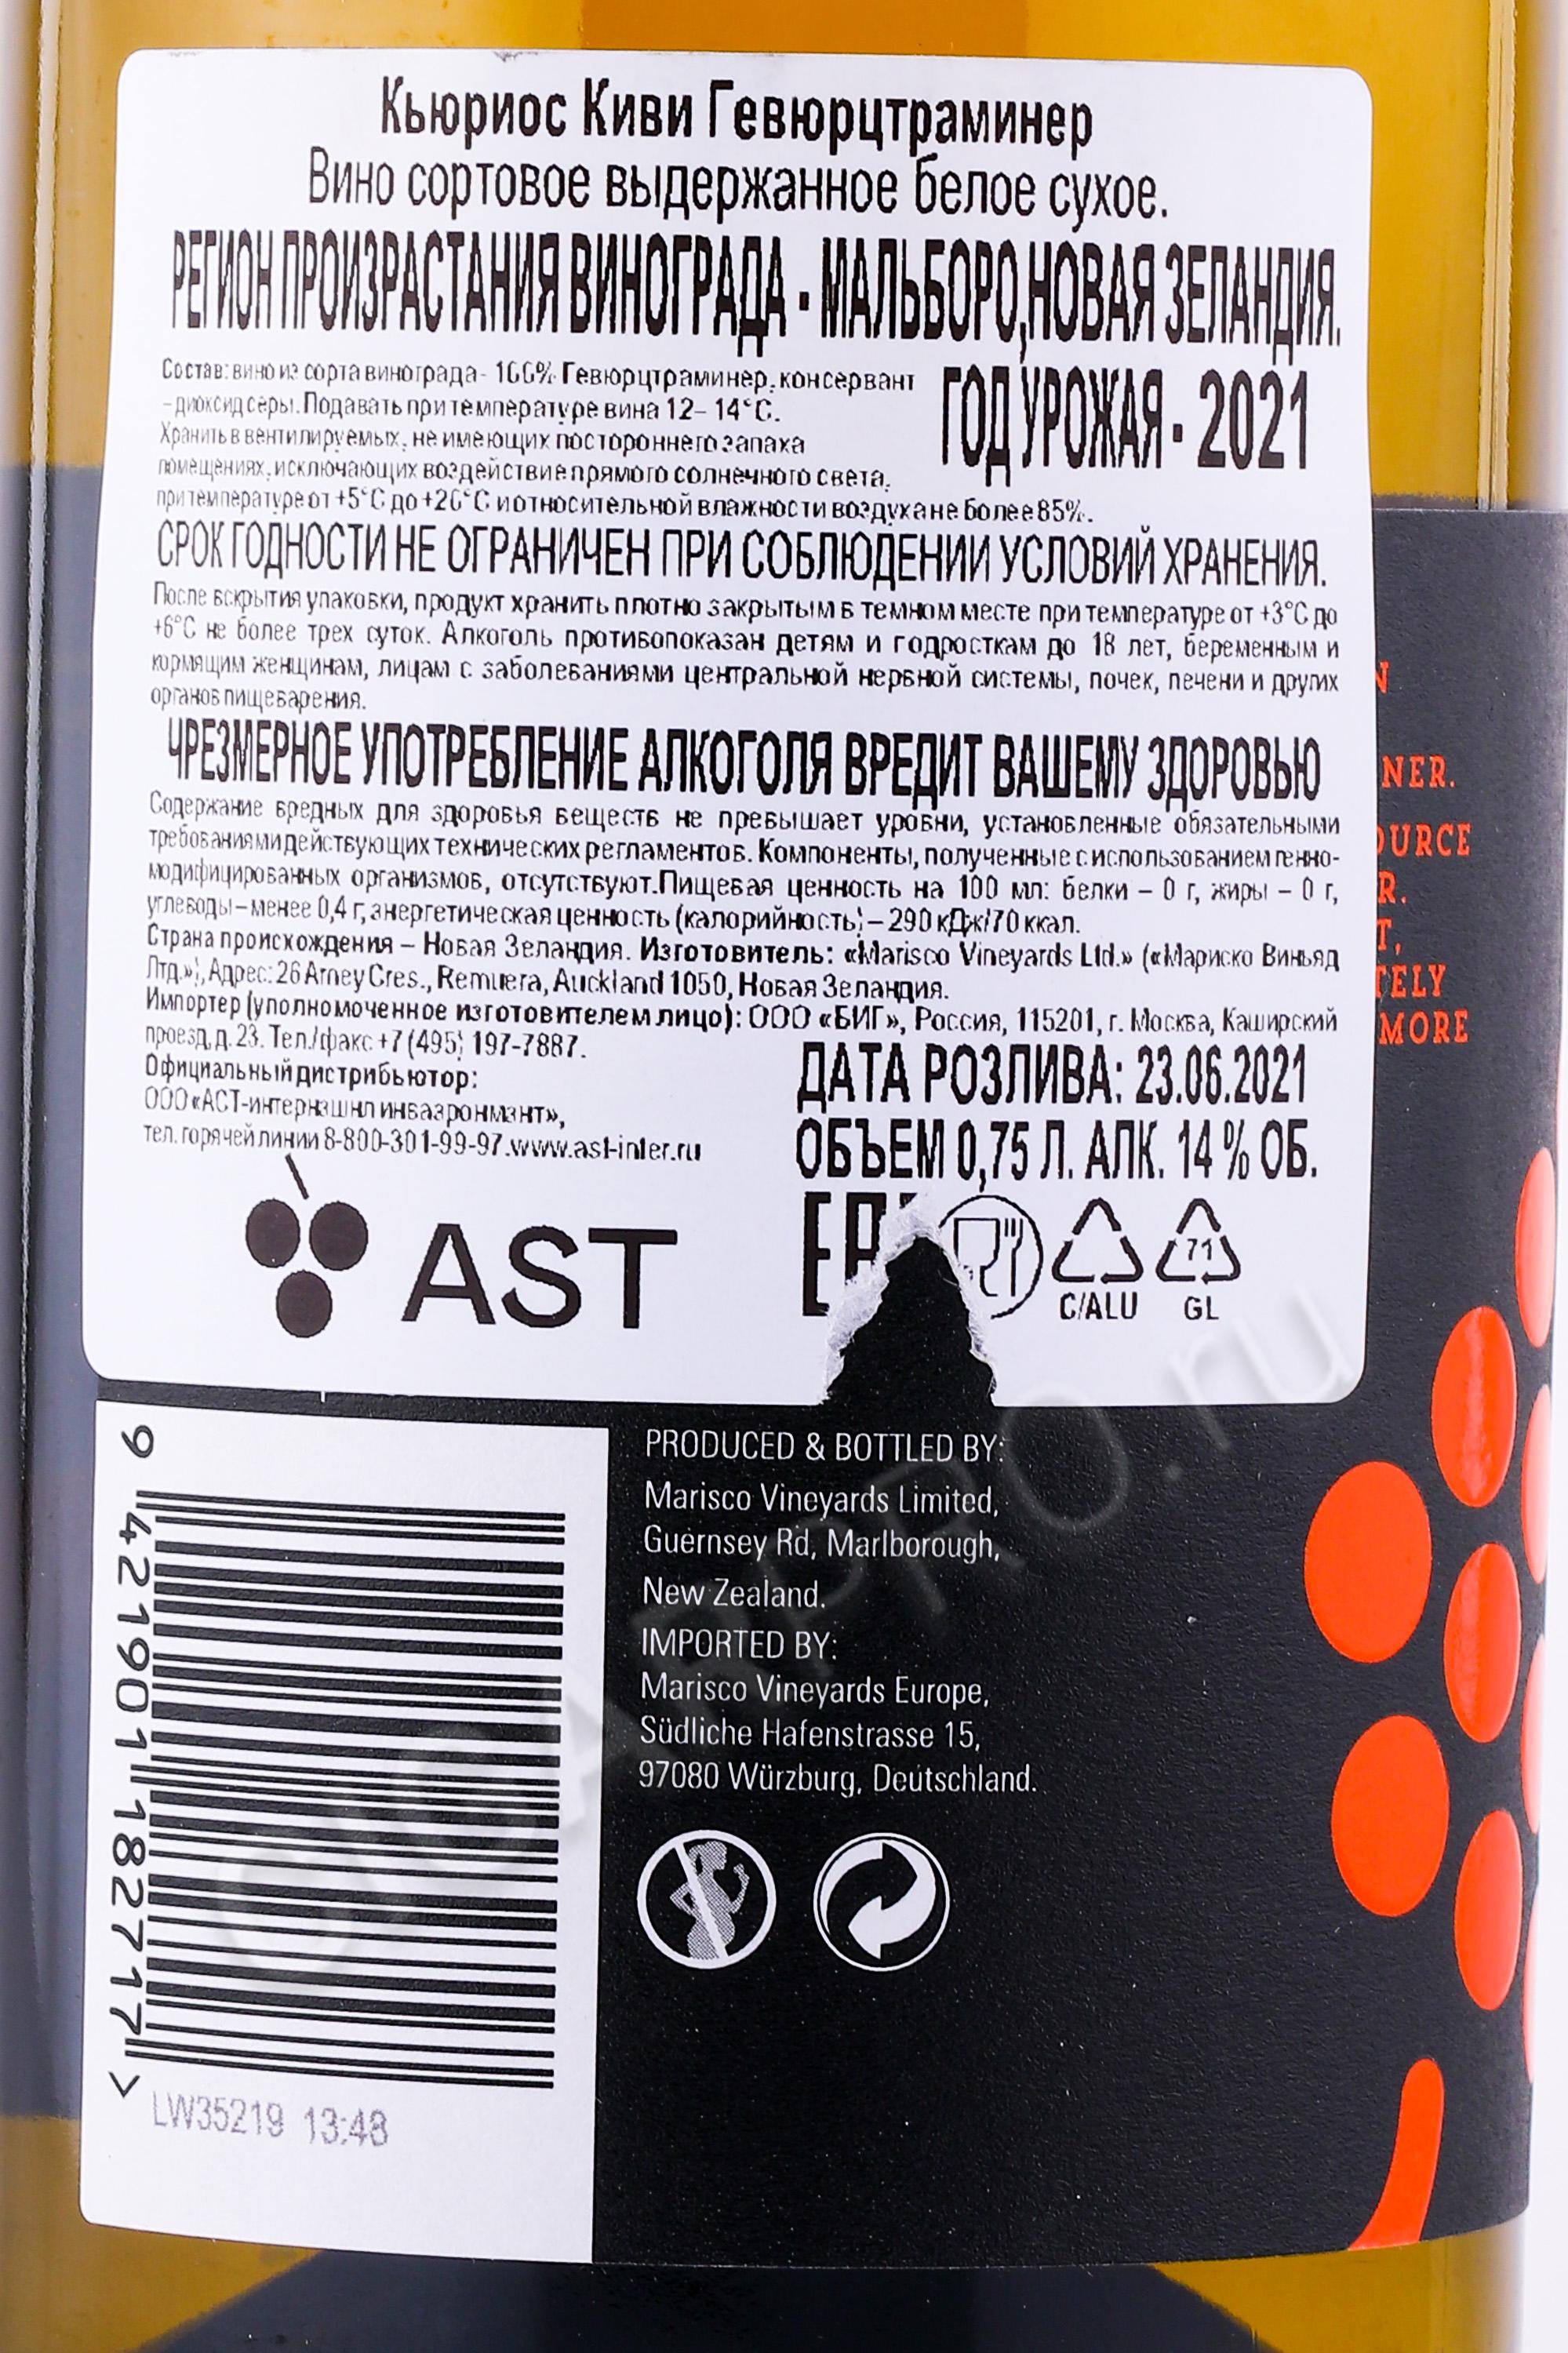 Кьюриос Киви Гевюрцтраминер
Вино сортовое выдержанное белое сухое.
РЕГИОН ПРОИЗРАСТАНИЯ ВИНОГРАДА - МАЛЬБОРО,НОВАЯ ЗЕЛАНДИЯ.
Состав: вино из сорта винограда - 100% Гевюрцтраминер, консервант
– диоксид серы. Подавать при температуре вина 12– 14°С.
Хранить в вентилируемых, не имеющих постороннего запаха
помещениях, исключающих воздействие прямого солнечного света,
при температуре от +5°С до +20°С и относительной влажности воздуха не более 85%.
ГОД УРОЖАЯ - 2021
СРОК ГОДНОСТИ НЕ ОГРАНИЧЕН ПРИ СОБЛЮДЕНИИ УСЛОВИЙ ХРАНЕНИЯ.
После вскрытия упаковки, продукт хранить плотно закрытым в темном месте при температуре от +3°С до
+6°С не более трех суток. Алкоголь противопоказан детям и подросткам до 18 лет, беременным и
кормящим женщинам, лицам с заболеваниями центральной нервной системы, почек, печени и других
органов пищеварения.
ЧРЕЗМЕРНОЕ УПОТРЕБЛЕНИЕ АЛКОГОЛЯ ВРЕДИТ ВАШЕМУ ЗДОРОВЬЮ
Содержание вредных для здоровья веществ не превышает уровни, установленные обязательными
требованиями действующих технических регламентов. Компоненты, полученные с использованием генно-
модифицированных организмов, отсутствуют.Пищевая ценность на 100 мл: белки – 0 г, жиры – 0 г,
углеводы – менее 0,4 г, энергетическая ценность (калорийность) – 290 кДж/70 ккал.
Страна происхождения – Новая Зеландия. Изготовитель: «Marisco Vineyards Ltd.» («Мариско Виньяд
Лтд.»), Адрес: 26 Arney Cres., Remuera, Auckland 1050, Новая Зеландия.
Импортер (уполномоченное изготовителем лицо): ООО «БИГ», Россия, 115201, г. Москва, Каширский
проезд, д. 23. Тел./факс +7 (495) 197-7887.
Официальный дистрибьютор:
ООО «АСТ-интернэшнл инваэронмэнт»,
тел. горячей линии 8-800-301-99-97.www.ast-inter.ru
ДАТА РОЗЛИВА: 23.06.2021
ОБЪЕМ 0,75 Л. АЛК. 14 % ОБ.
AST
71
C/ALU GL
NER.
OURCE
R.
T,
TELY
MORE
9 421901 182717 >
LW35219 13:48
PRODUCED & BOTTLED BY:
Marisco Vineyards Limited,
Guernsey Rd, Marlborough,
New Zealand.
IMPORTED BY:
Marisco Vineyards Europe,
Südliche Hafenstrasse 15,
97080 Würzburg, Deutschland.
CIGARPRO.ru